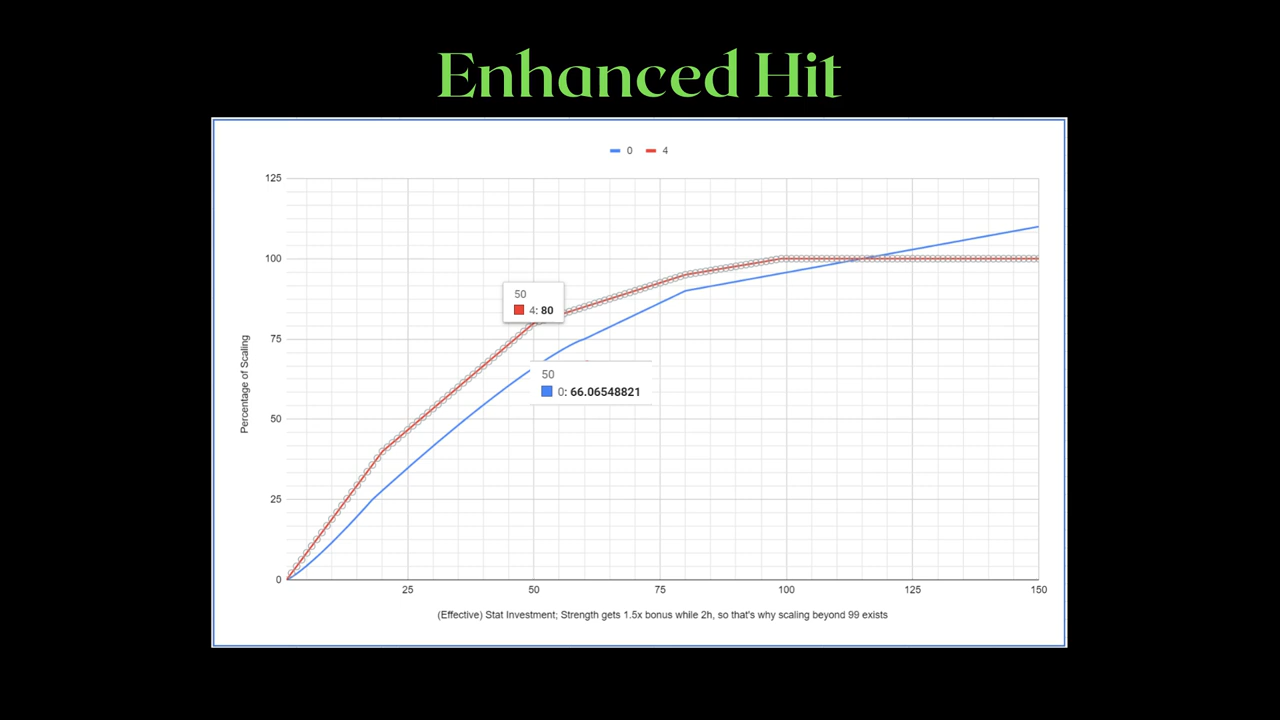 Enhanced Hit
0 4
125
100
75
50
25
0
50
4: 80
50
0: 66.06548821
Percentage of Scaling
25 50 75 100 125 150
(Effective) Stat Investment; Strength gets 1.5x bonus while 2h, so that's why scaling beyond 99 exists